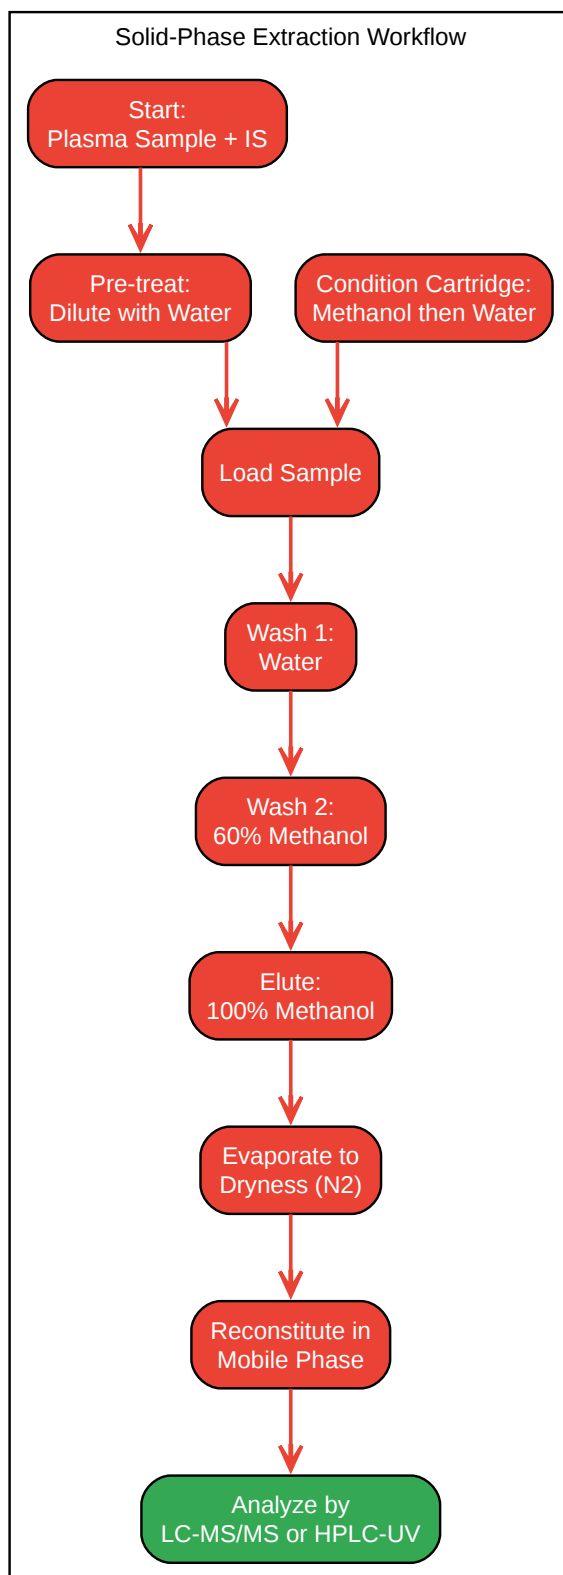 Solid-Phase Extraction Workflow
Start:
Plasma Sample + IS
Pre-treat:
Dilute with Water
Condition Cartridge:
Methanol then Water
Load Sample
Wash 1:
Water
Wash 2:
60% Methanol
Elute:
100% Methanol
Evaporate to
Dryness (N2)
Reconstitute in
Mobile Phase
Analyze by
LC-MS/MS or HPLC-UV